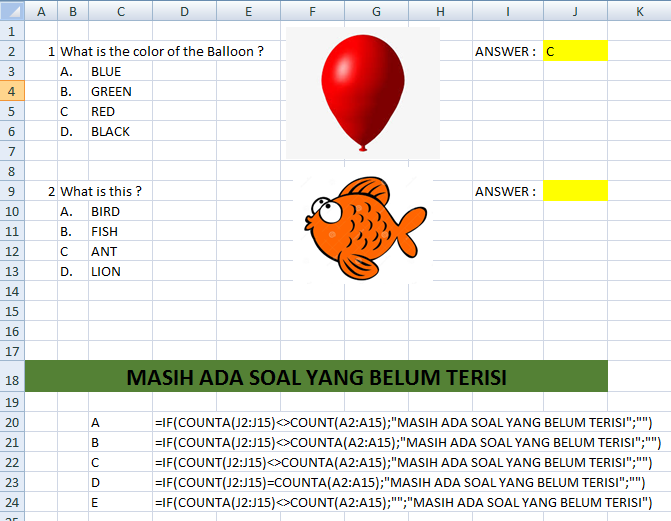 A B C D E F G H I J K
1
2 1 What is the color of the Balloon ? ANSWER : C
3 A. BLUE
4 B. GREEN
5 C RED
6 D. BLACK
7
8
9 2 What is this ? ANSWER :
10 A. BIRD
11 B. FISH
12 C ANT
13 D. LION
14
15
16
17
18 MASIH ADA SOAL YANG BELUM TERISI
19
20 A =IF(COUNTA(J2:J15)<>COUNT(A2:A15);"MASIH ADA SOAL YANG BELUM TERISI";"")
21 B =IF(COUNTA(J2:J15)<>COUNTA(A2:A15);"MASIH ADA SOAL YANG BELUM TERISI";"")
22 C =IF(COUNT(J2:J15)<>COUNTA(A2:A15);"MASIH ADA SOAL YANG BELUM TERISI";"")
23 D =IF(COUNT(J2:J15)=COUNTA(A2:A15);"MASIH ADA SOAL YANG BELUM TERISI";"")
24 E =IF(COUNTA(J2:J15)<>COUNT(A2:A15);"";"MASIH ADA SOAL YANG BELUM TERISI")